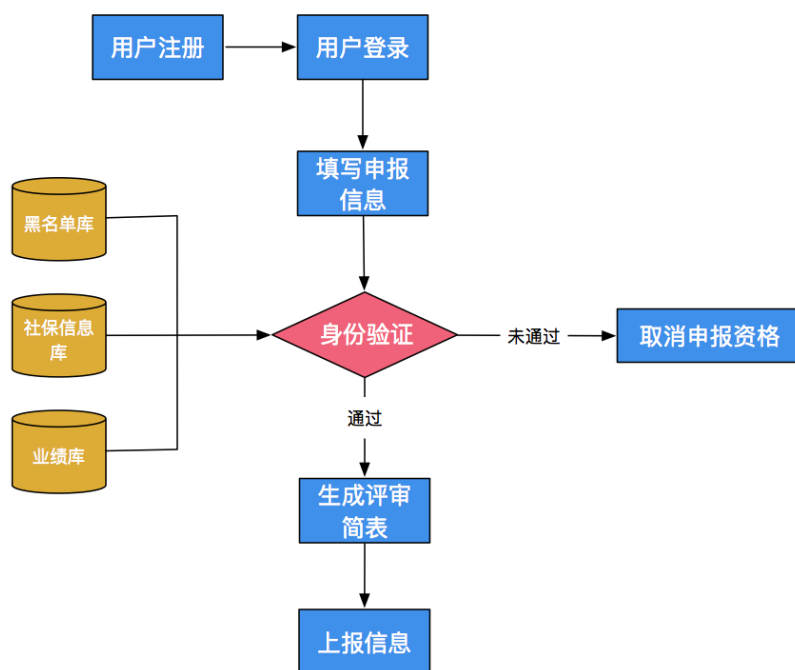 用户注册
用户登录
填写申报
信息
黑名单库
社保信息
库
身份验证
未通过
取消申报资格
通过
业绩库
生成评审
简表
上报信息